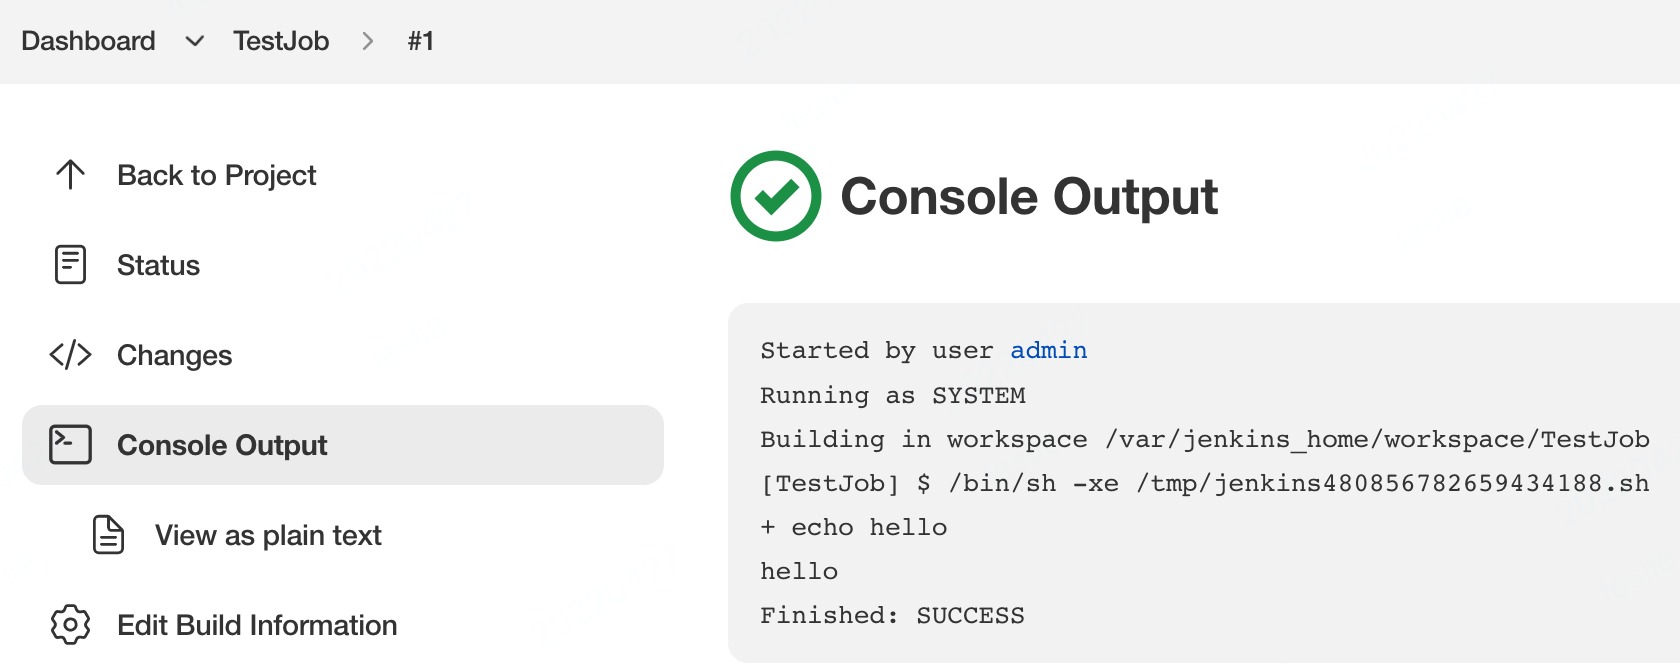 Dashboard TestJob > #1
Back to Project
Status
Changes
Console Output
View as plain text
Edit Build Information
Console Output
Started by user admin
Running as SYSTEM
Building in workspace /var/jenkins_home/workspace/TestJob
[TestJob] $ /bin/sh -xe /tmp/jenkins480856782659434188.sh
+ echo hello
hello
Finished: SUCCESS